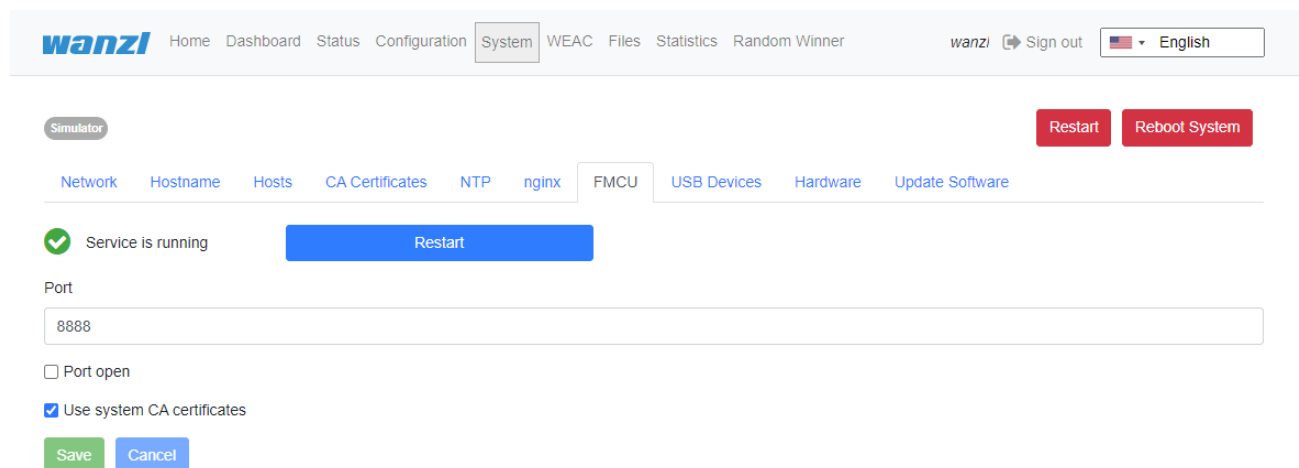 wanzl Home Dashboard Status Configuration System WEAC Files Statistics Random Winner wanzl Sign out English
Simulator Restart Reboot System
Network Hostname Hosts CA Certificates NTP nginx FMCU USB Devices Hardware Update Software
Service is running Restart
Port
8888
Port open
Use system CA certificates
Save Cancel